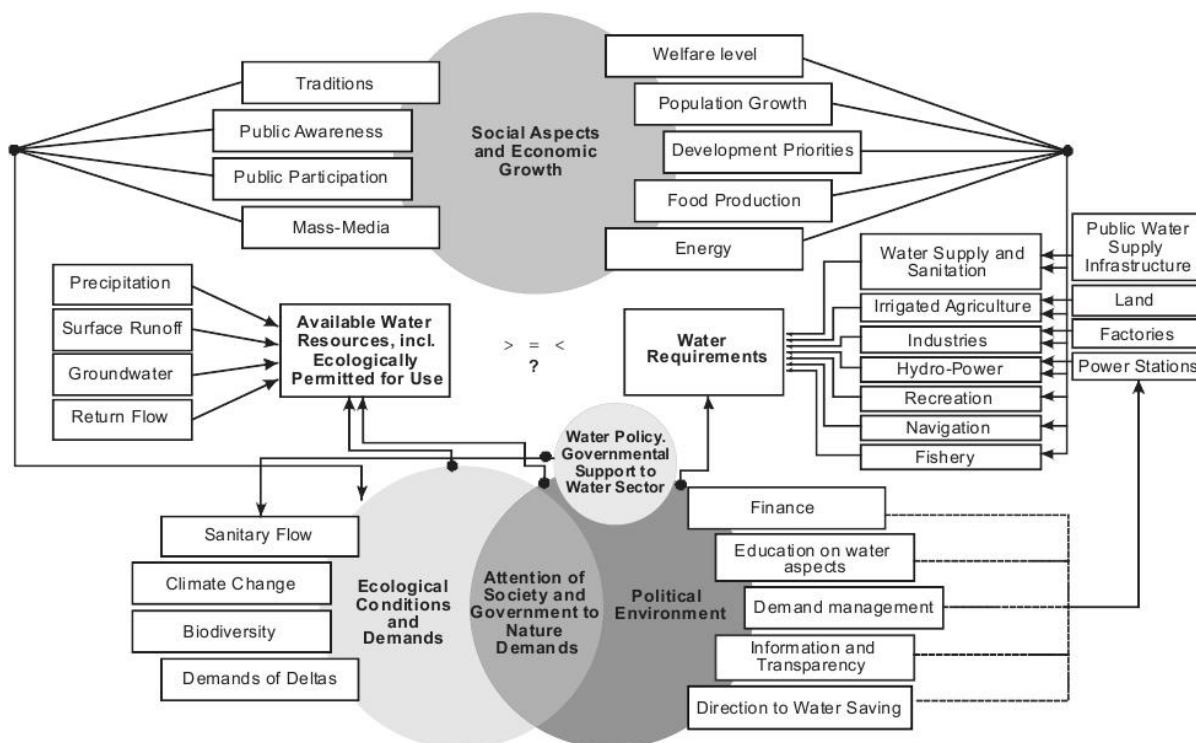 Traditions
Public Awareness
Public Participation
Mass-Media
Social Aspects
and Economic
Growth
Welfare level
Population Growth
Development Priorities
Food Production
Energy
Precipitation
Surface Runoff
Groundwater
Return Flow
Available Water
Resources, incl.
Ecologically
Permitted for Use
> = <
?
Water
Requirements
Water Supply and
Sanitation
Irrigated Agriculture
Industries
Hydro-Power
Recreation
Navigation
Fishery
Public Water
Supply
Infrastructure
Land
Factories
Power Stations
Water Policy.
Governmental
Support to
Water Sector
Sanitary Flow
Climate Change
Biodiversity
Demands of Deltas
Ecological
Conditions
and
Demands
Attention of
Society and
Government to
Nature
Demands
Political
Environment
Finance
Education on water
aspects
Demand management
Information and
Transparency
Direction to Water Saving